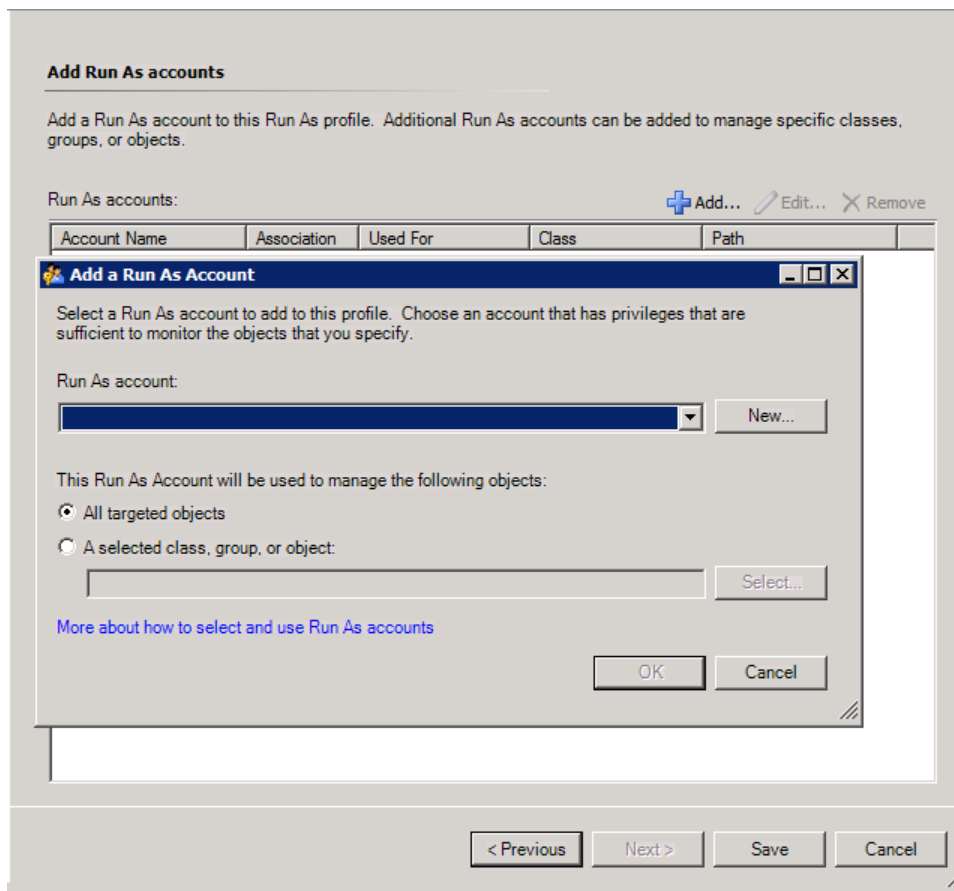 Add Run As accounts
Add a Run As account to this Run As profile.  Additional Run As accounts can be added to manage specific classes,
groups, or objects.
Run As accounts:
Add... Edit... Remove
Account Name Association Used For Class Path
Add a Run As Account
Select a Run As account to add to this profile.  Choose an account that has privileges that are
sufficient to monitor the objects that you specify.
Run As account:
New...
This Run As Account will be used to manage the following objects:
All targeted objects
A selected class, group, or object:
Select...
More about how to select and use Run As accounts
OK Cancel
< Previous Next > Save Cancel